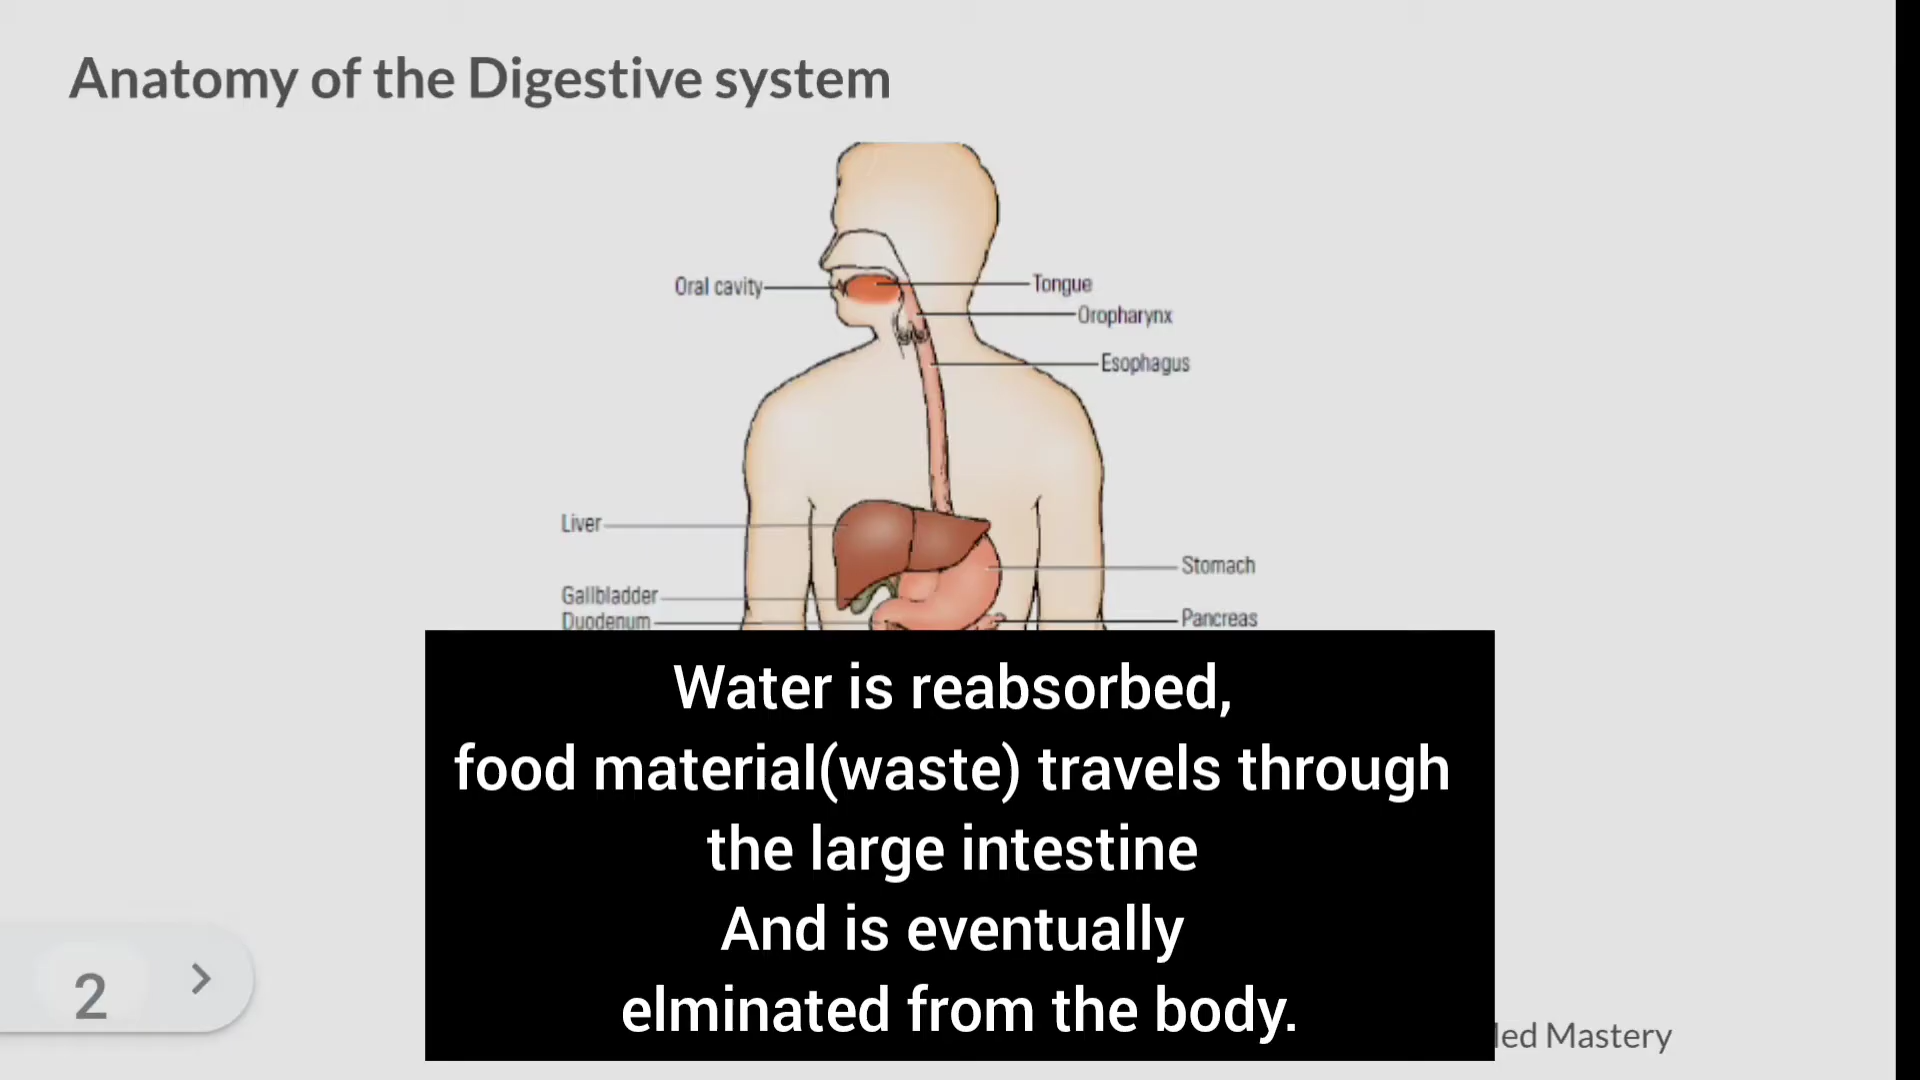 Anatomy of the Digestive system
Oral cavity
Tongue
Oropharynx
Esophagus
Liver
Stomach
Gallbladder
Pancreas
Duodenum
Water is reabsorbed,
food material(waste) travels through
the large intestine
And is eventually
elminated from the body.
2
Mastery